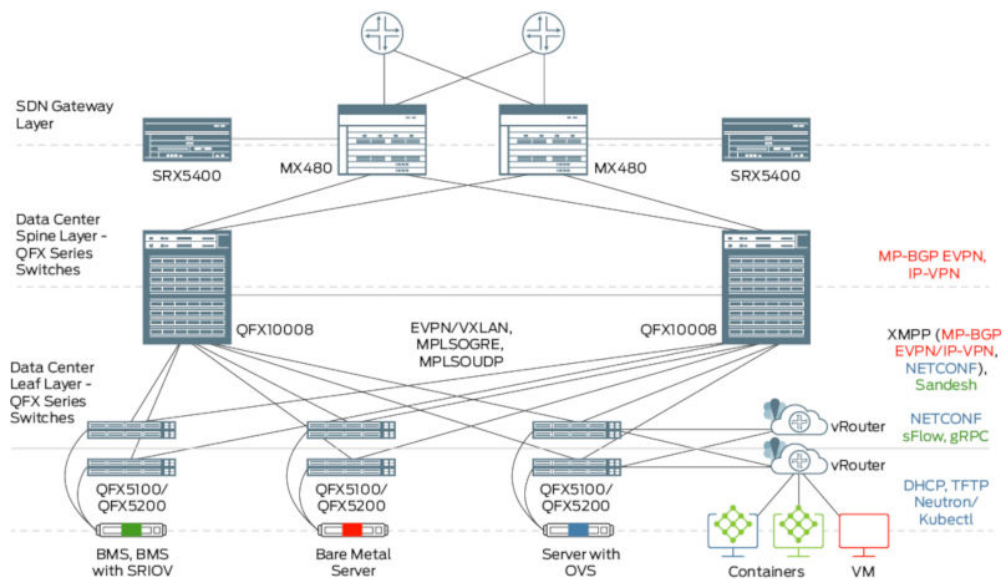 SDN Gateway
Layer
SRX5400
MX480
MX480
SRX5400
Data Center
Spine Layer -
QFX Series
Switches
MP-BGP EVPN,
IP-VPN
QFX10008
EVPN/VXLAN,
MPLSOGRE,
MPLSOUDP
QFX10008
XMPP (MP-BGP
EVPN/IP-VPN,
NETCONF),
Sandesh
Data Center
Leaf Layer -
QFX Series
Switches
vRouter
NETCONF
sFlow, gRPC
vRouter
QFX5100/
QFX5200
QFX5100/
QFX5200
QFX5100/
QFX5200
DHCP, TFTP
Neutron/
Kubectl
BMS, BMS
with SRIOV
Bare Metal
Server
Server with
OVS
Containers
VM